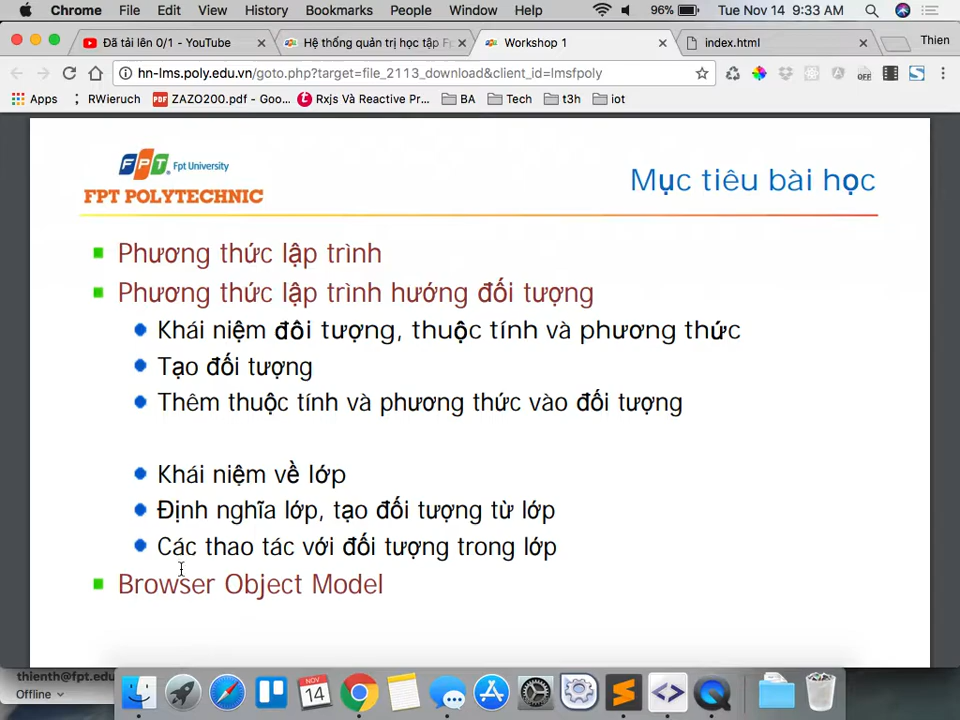 Chrome File Edit View History Bookmarks People Window Help 96% Tue Nov 14 9:33 AM
Đã tải lên 0/1 - YouTube Hệ thống quản trị học tập F Workshop 1 index.html Thien
hn-lms.poly.edu.vn/goto.php?target=file_2113_download&client_id=lmsfpoly
Apps RWieruch ZAZO200.pdf - Goo... Rxjs Và Reactive Pr... BA Tech t3h iot
FPT Fpt University
FPT POLYTECHNIC
Mục tiêu bài học
Phương thức lập trình
Phương thức lập trình hướng đối tượng
Khái niệm đôi tượng, thuộc tính và phương thức
Tạo đối tượng
Thêm thuộc tính và phương thức vào đối tượng
Khái niệm về lớp
Định nghĩa lớp, tạo đối tượng từ lớp
Các thao tác với đối tượng trong lớp
Browser Object Model
thienth@fpt.edu
Offline
NOV
14